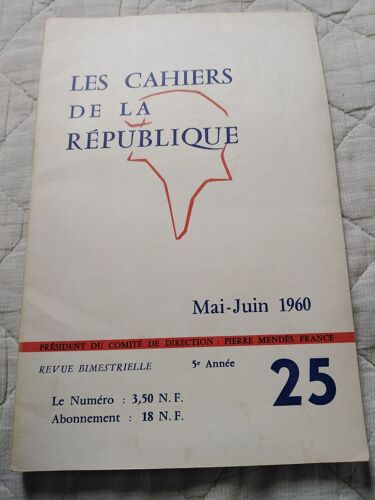 LES CAHIERS
DE LA
RÉPUBLIQUE
Mai-Juin 1960
PRÉSIDENT DU COMITÉ DE DIRECTION : PIERRE MENDÈS FRANCE
REVUE BIMESTRIELLE 5e Année 25
Le Numéro : 3,50 N. F.
Abonnement : 18 N. F.